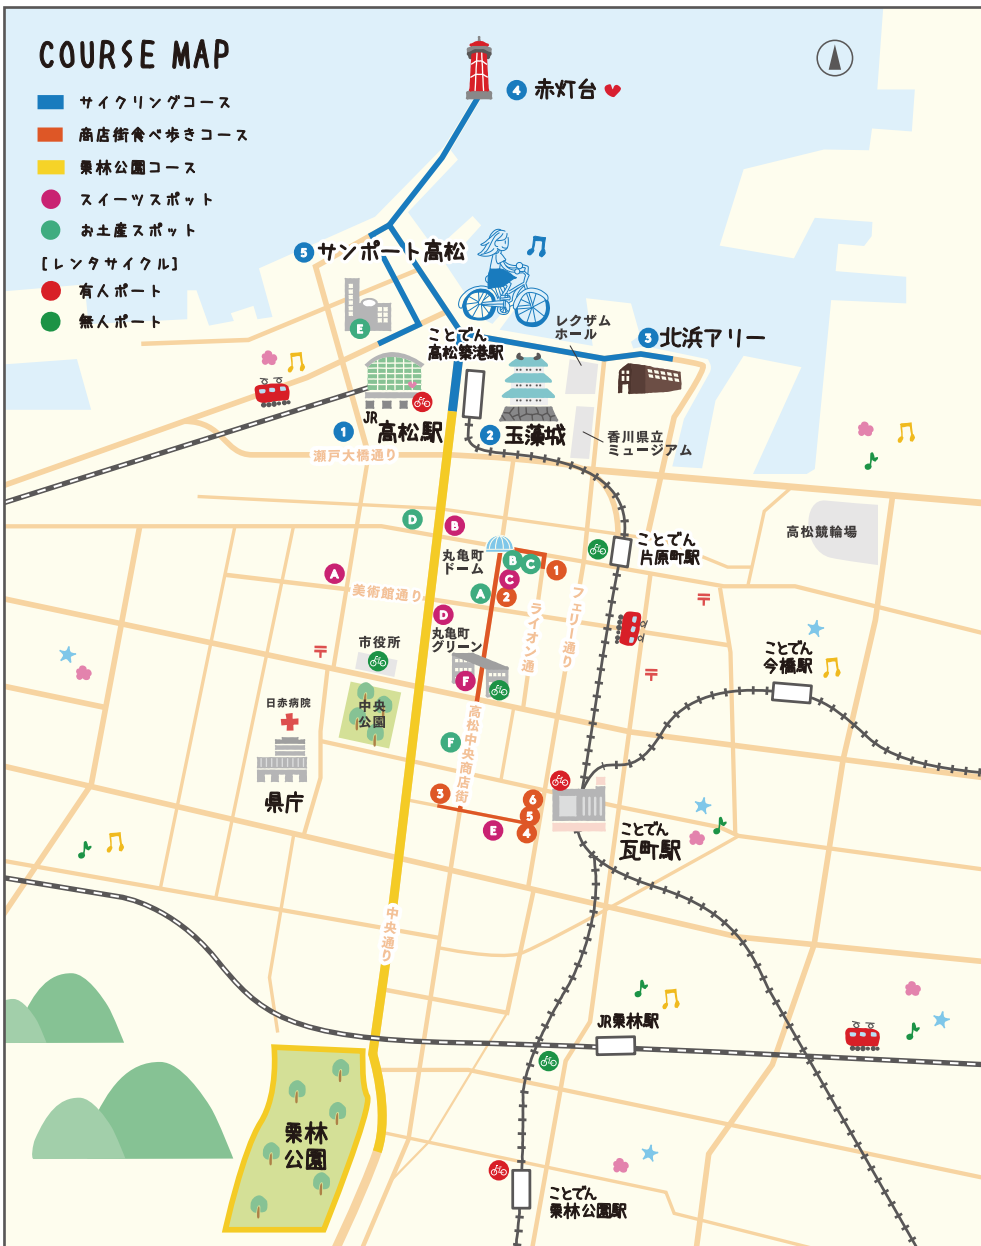 COURSE MAP
サイクリングコース
商店街食べ歩きコース
栗林公園コース
スイーツスポット
お土産スポット
[レンタサイクル]
有人ポート
無人ポート
4 赤灯台
5 サンポート高松
E
ことでん
高松築港駅
レクザム
ホール
3 北浜アリー
JR
高松駅
1
2 玉藻城
香川県立
ミュージアム
瀬戸大橋通り
D
B
高松競輪場
丸亀町
ドーム
B
C
1
ことでん
片原町駅
A
C
A
2
美術館通り
D
ライオン通
フェリー通り
〒
丸亀町
グリーン
市役所
〒
F
〒
ことでん
今橋駅
日赤病院
中央
公園
高松中央商店街
F
県庁
3
6
5
4
E
ことでん
瓦町駅
中央通り
JR栗林駅
栗林
公園
ことでん
栗林公園駅